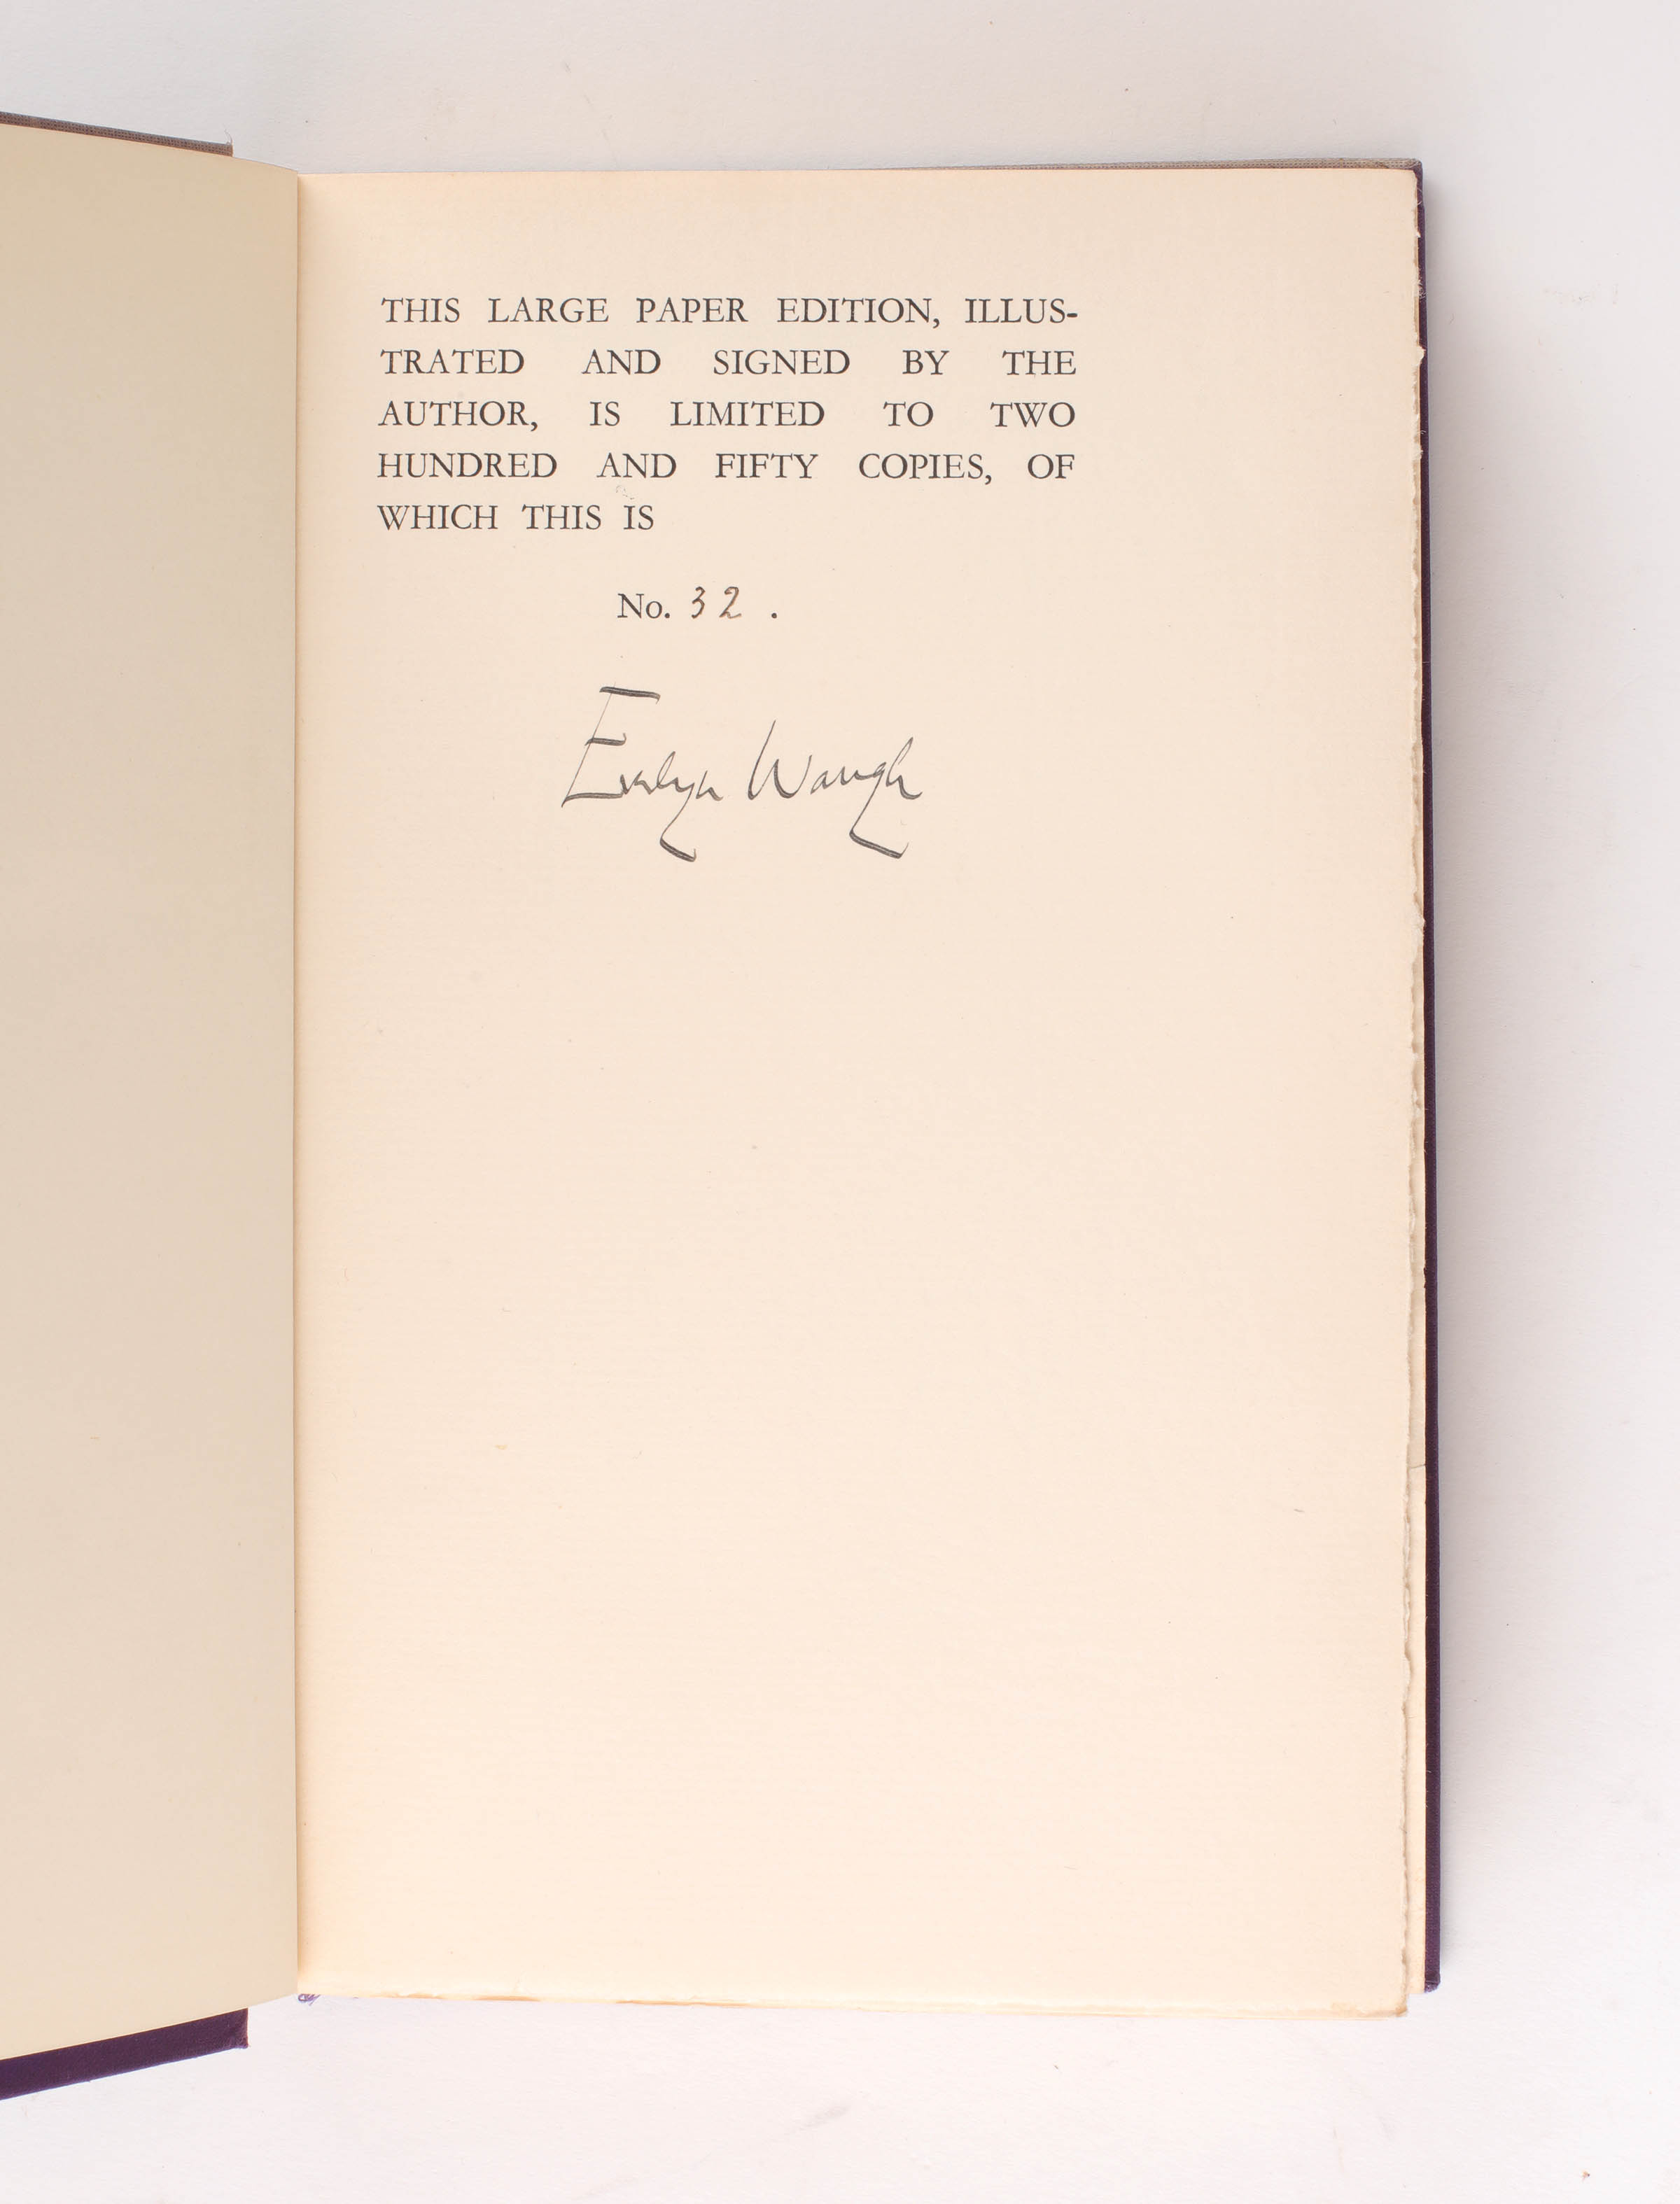 THIS LARGE PAPER EDITION, ILLUS-
TRATED AND SIGNED BY THE
AUTHOR, IS LIMITED TO TWO
HUNDRED AND FIFTY COPIES, OF
WHICH THIS IS
No. 32 .
Evelyn Waugh